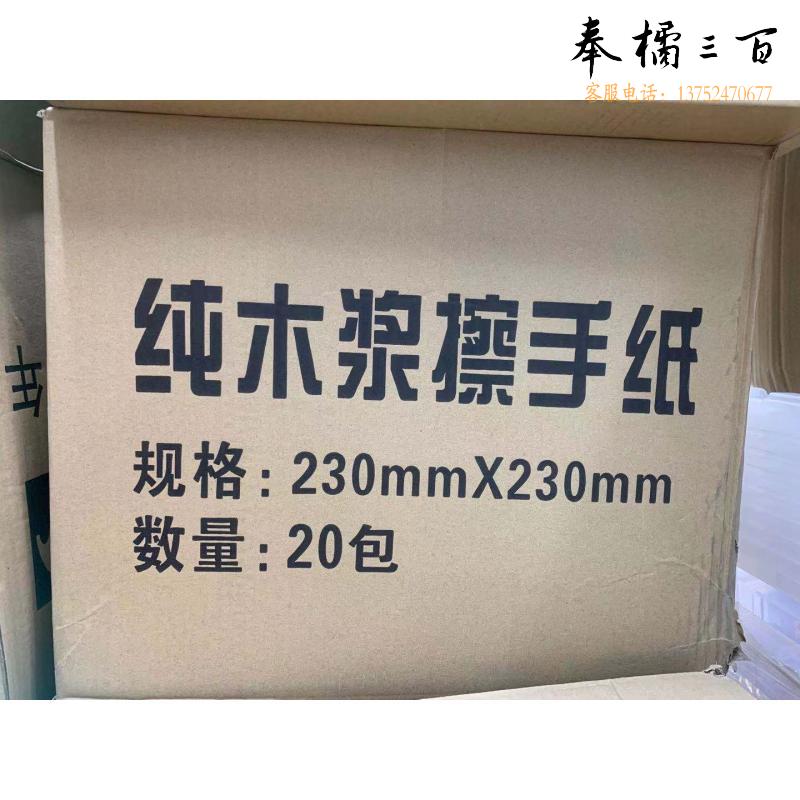 奉橘三百
客服电话：13752470677
纯木浆擦手纸
规格：230mmX230mm
数量：20包